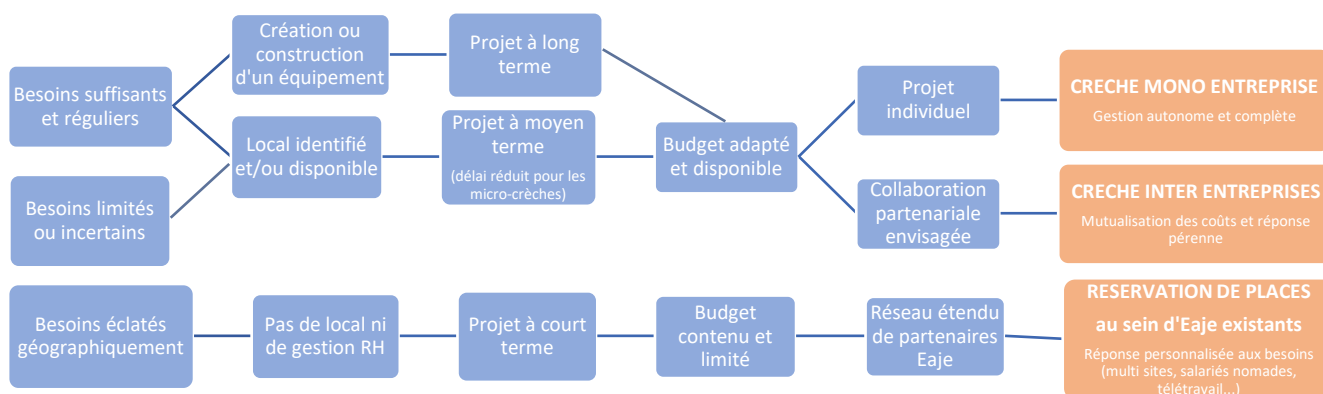 Besoins suffisants
et réguliers
Création ou
construction
d'un équipement
Projet à long
terme
Local identifié
et/ou disponible
Projet à moyen
terme
(délai réduit pour les
micro-crèches)
Besoins limités
ou incertains
Budget adapté
et disponible
Projet
individuel
CRECHE MONO ENTREPRISE
Gestion autonome et complète
Collaboration
partenariale
envisagée
CRECHE INTER ENTREPRISES
Mutualisation des coûts et réponse
pérenne
Besoins éclatés
géographiquement
Pas de local ni
de gestion RH
Projet à court
terme
Budget
contenu et
limité
Réseau étendu
de partenaires
Eaje
RESERVATION DE PLACES
au sein d'Eaje existants
Réponse personnalisée aux besoins
(multi sites, salariés nomades,
télétravail...)